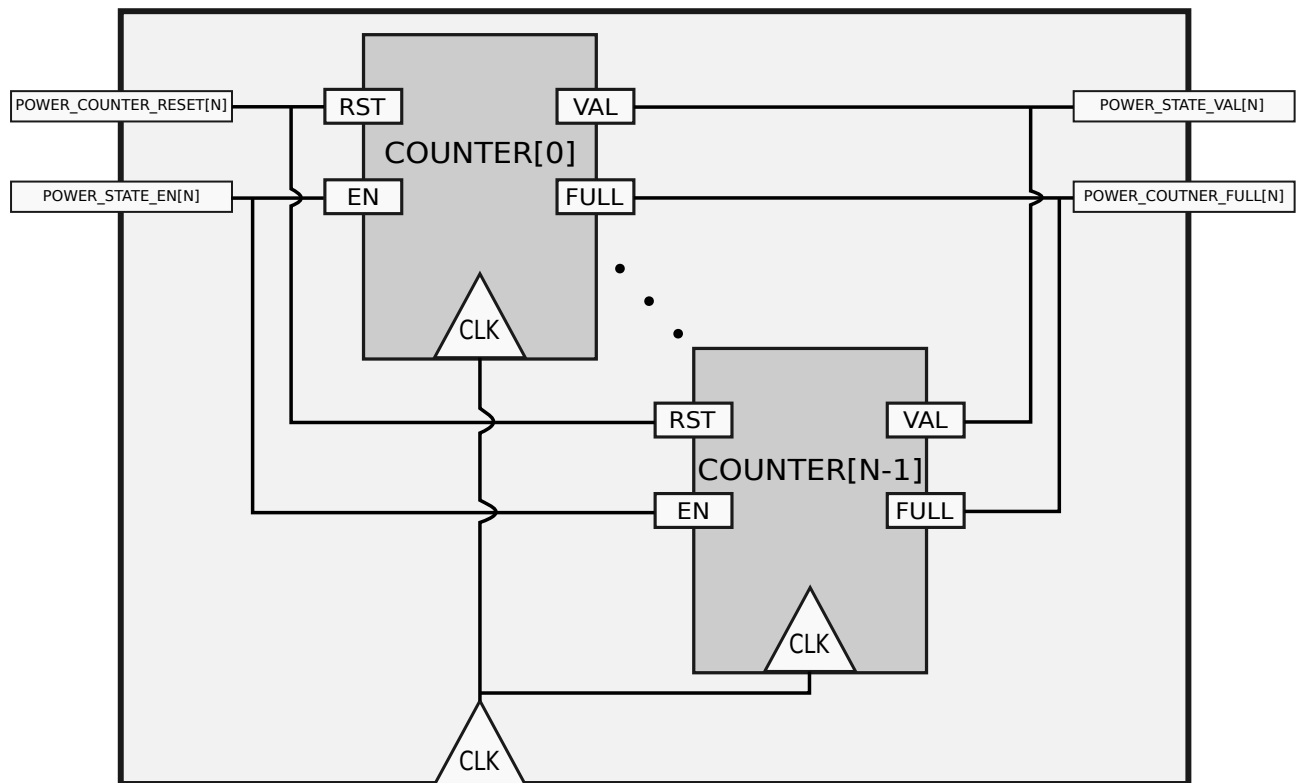 POWER_COUNTER_RESET[N]
RST
VAL
POWER_STATE_VAL[N]
COUNTER[0]
POWER_STATE_EN[N]
EN
FULL
POWER_COUTNER_FULL[N]
CLK
RST
VAL
COUNTER[N-1]
EN
FULL
CLK
CLK